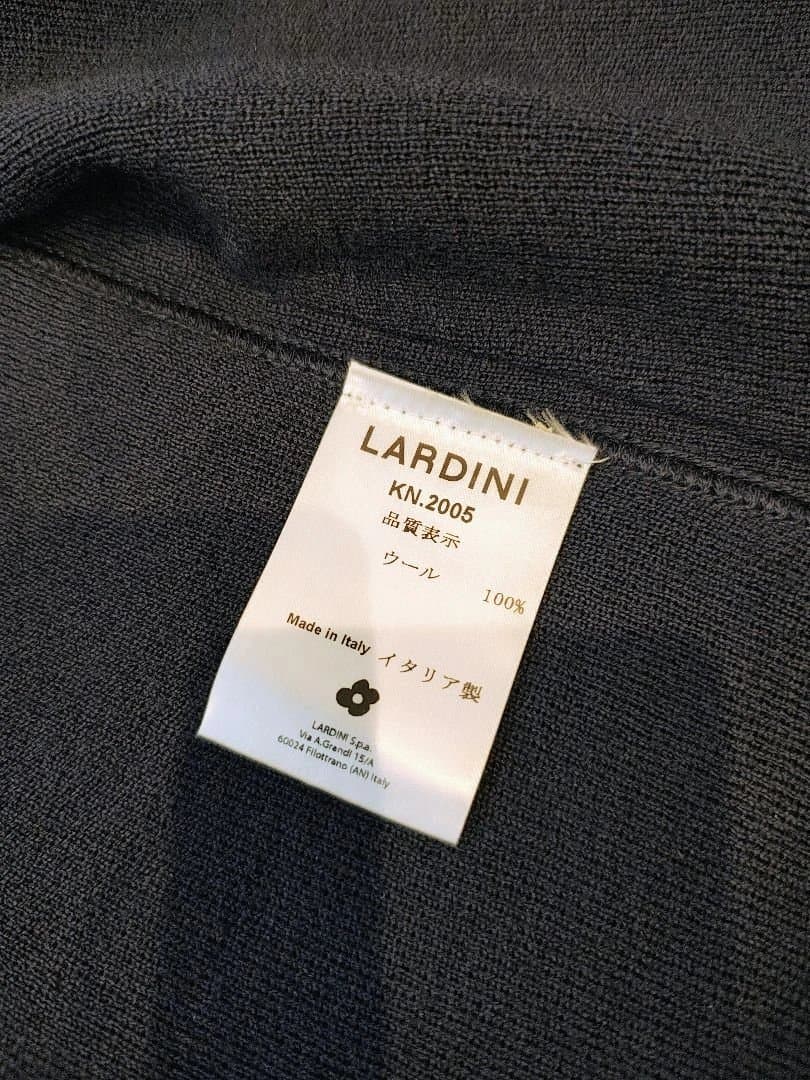 LARDINI
KN.2005
品質表示
ウール 100%
Made in Italy イタリア製
LARDINI S.p.a.
Via A.Grandi 15/A
60024 Filottrano (AN) Italy